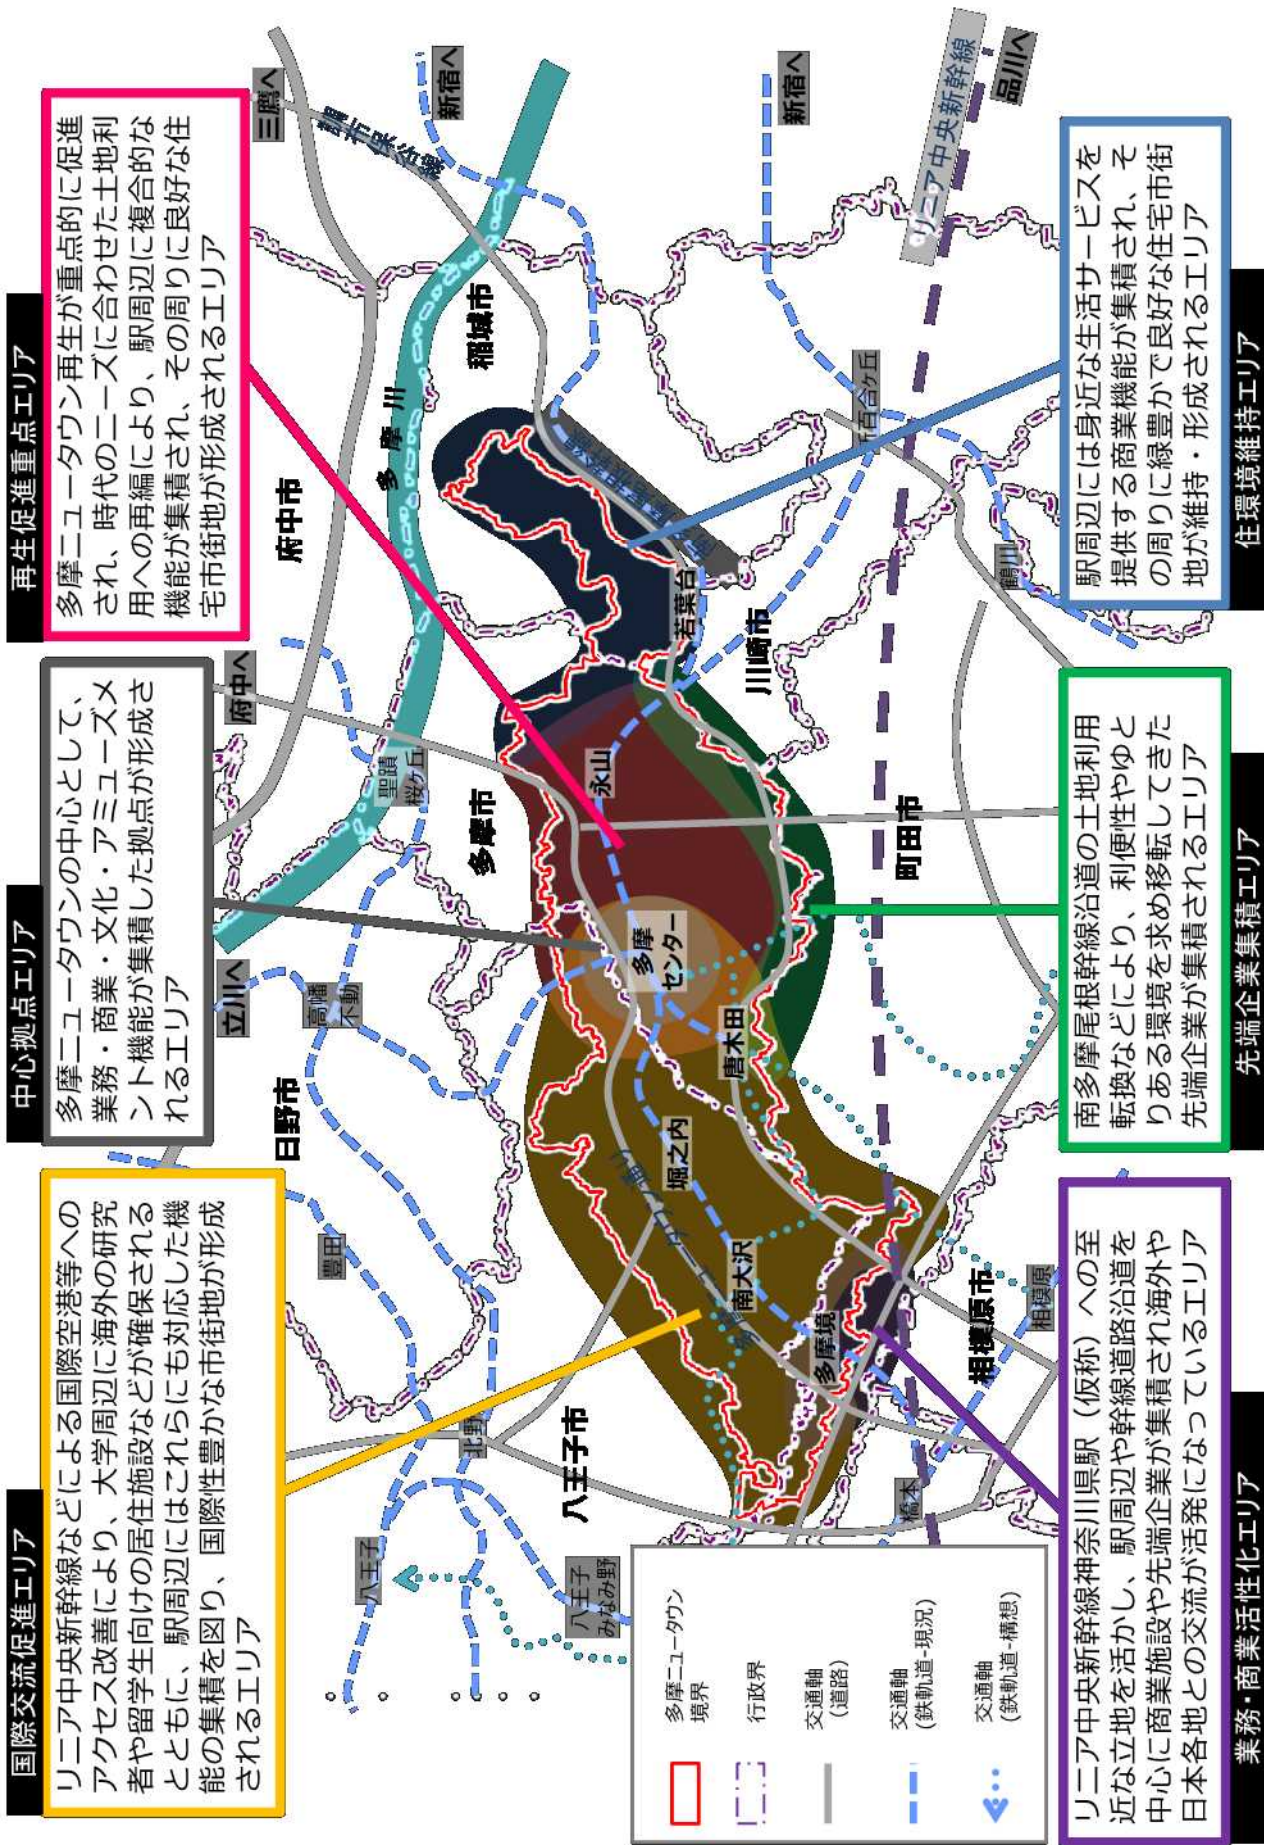 国際交流促進エリア
リニア中央新幹線などによる国際空港等への
アクセス改善により、大学周辺に海外の研究
者や留学生向けの居住施設などが確保される
とともに、駅周辺にはこれらにも対応した機
能の集積を図り、国際性豊かな市街地が形成
されるエリア
中心拠点エリア
多摩ニュータウンの中心として、
業務・商業・文化・アミューズメ
ント機能が集積した拠点が形成さ
れるエリア
再生促進重点エリア
多摩ニュータウン再生が重点的に促進
され、時代のニーズに合わせた土地利
用への再編により、駅周辺に複合的な
機能が集積され、その周りに良好な住
宅市街地が形成されるエリア
三鷹へ
調布保谷線
新宿へ
府中へ
立川へ
府中市
多摩川
稲城市
聖蹟
桜ヶ丘
高幡
不動
日野市
多摩市
豊田
北野
八王子
八王子
みなみ野
八王子市
新宿へ
永山
多摩
センター
堀之内
唐木田
南大沢
多摩境
若葉台
川崎市
新百合ヶ丘
鶴川
町田市
リニア中央新幹線
品川へ
橋本
相模原市
相模原
多摩ニュータウン
境界
行政界
交通軸
(道路)
交通軸
(鉄軌道-現況)
交通軸
(鉄軌道-構想)
リニア中央新幹線神奈川県駅（仮称）への至
近な立地を活かし、駅周辺や幹線道路沿道を
中心に商業施設や先端企業が集積され海外や
日本各地との交流が活発になっているエリア
業務・商業活性化エリア
南多摩尾根幹線沿道の土地利用
転換などにより、利便性やゆと
りある環境を求め移転してきた
先端企業が集積されるエリア
先端企業集積エリア
駅周辺には身近な生活サービスを
提供する商業機能が集積され、そ
の周りに緑豊かで良好な住宅市街
地が維持・形成されるエリア
住環境維持エリア